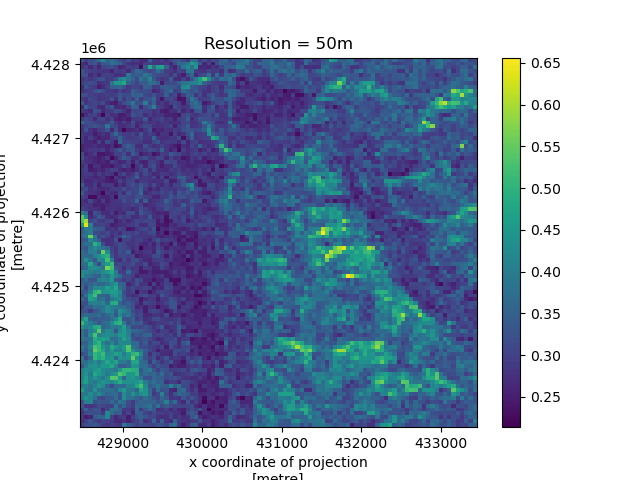 Resolution = 50m
1e6
4.428
4.427
4.426
4.425
4.424
y coordinate of projection
[metre]
429000 430000 431000 432000 433000
x coordinate of projection
[metre]
0.65
0.60
0.55
0.50
0.45
0.40
0.35
0.30
0.25